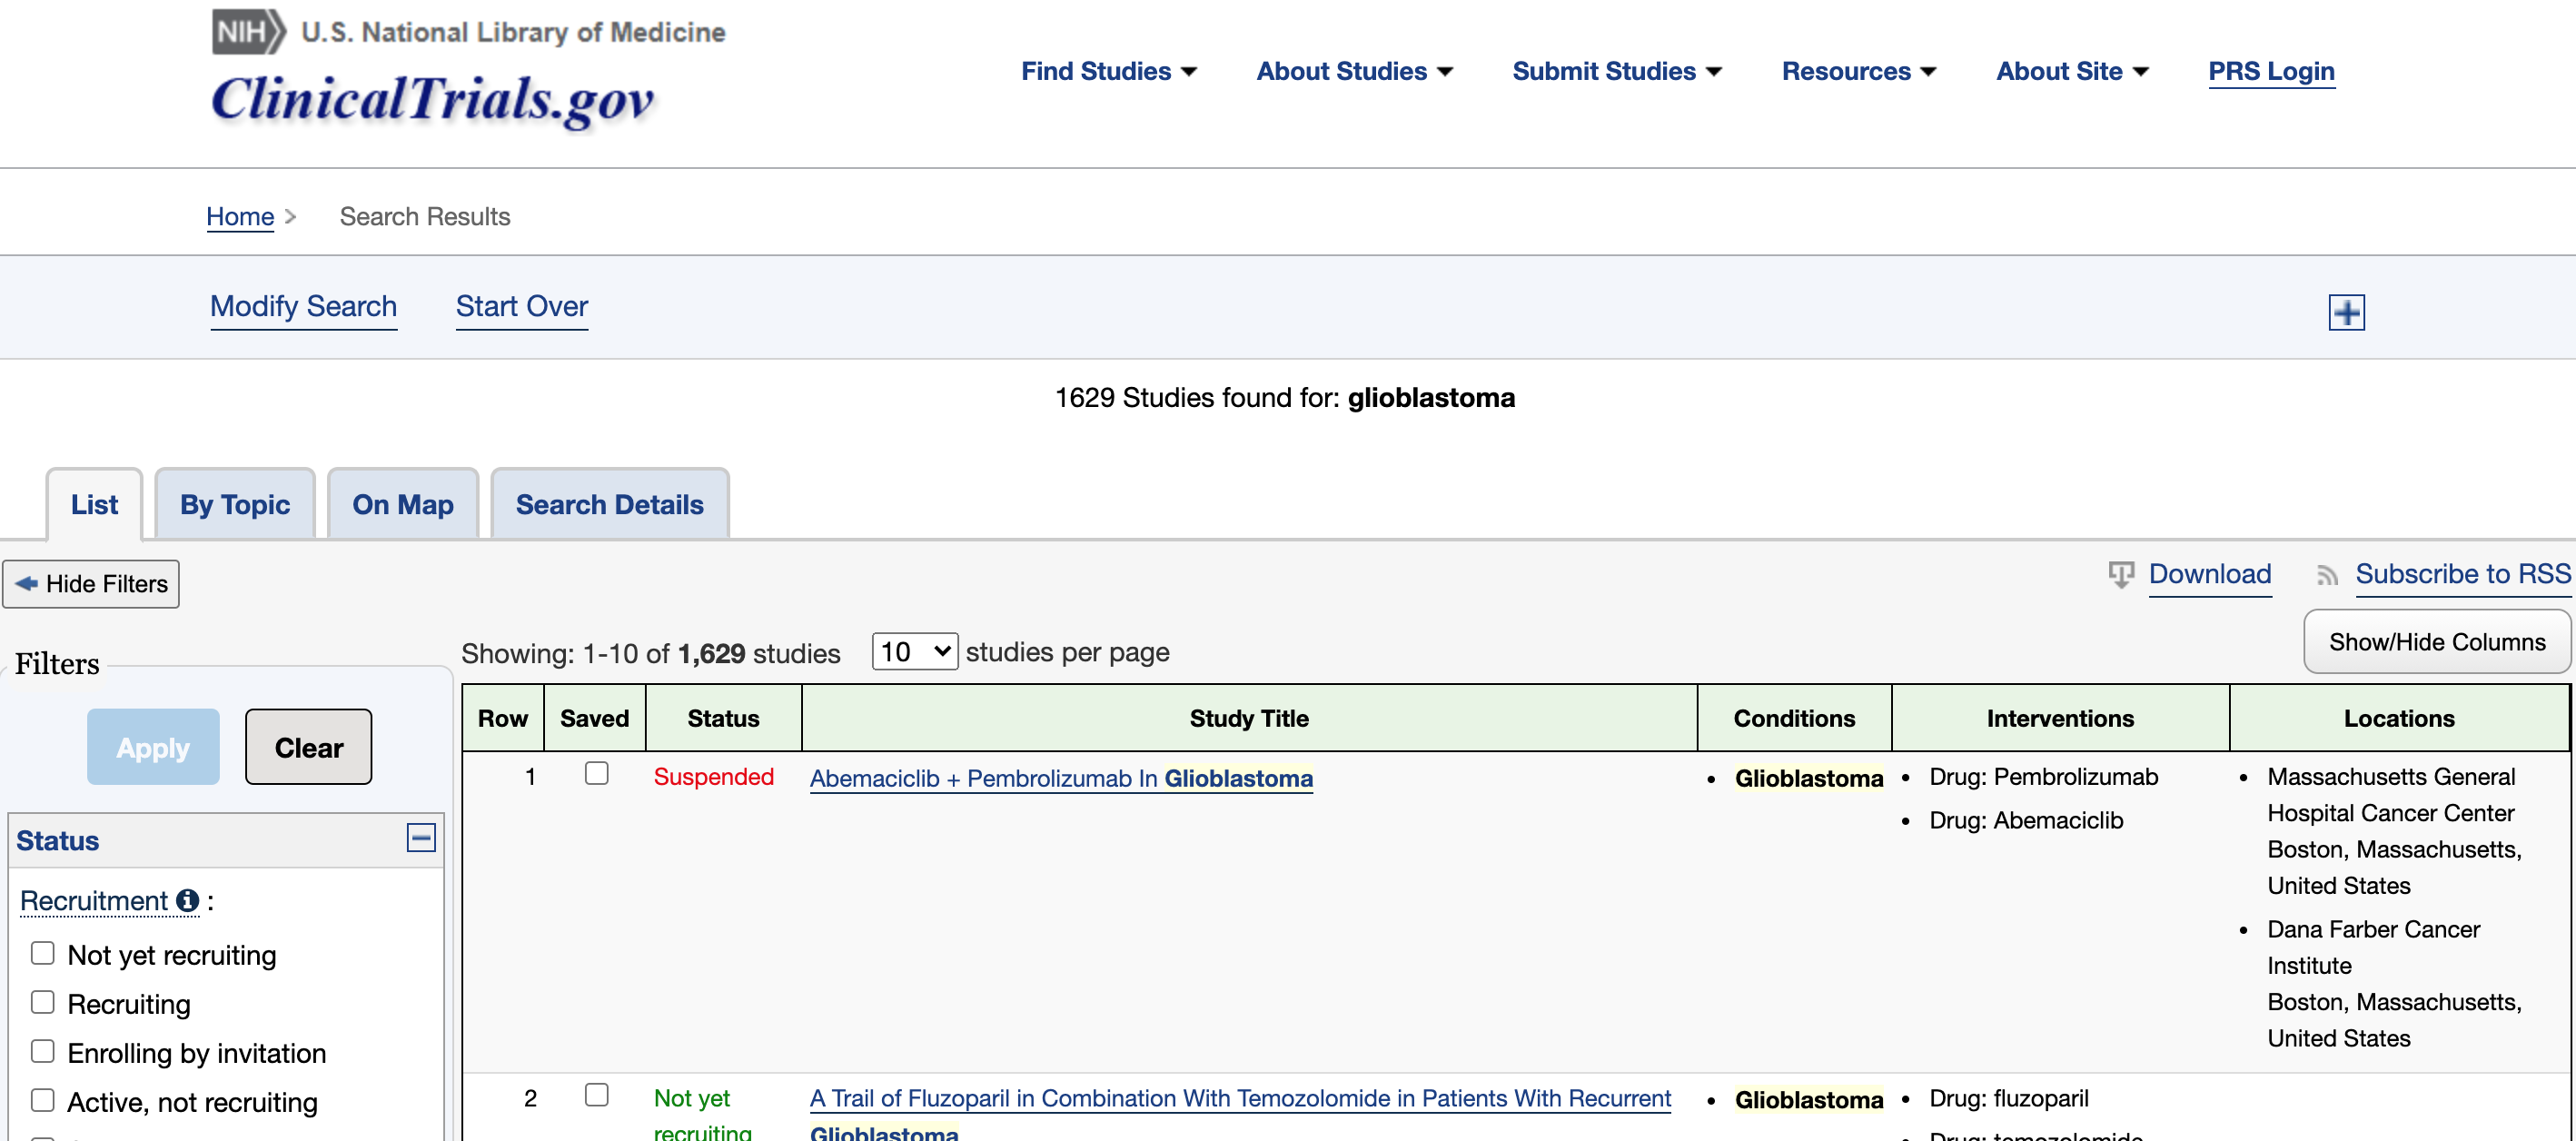 NIH U.S. National Library of Medicine
ClinicalTrials.gov
Find Studies About Studies Submit Studies Resources About Site PRS Login
Home > Search Results
Modify Search Start Over
1629 Studies found for: glioblastoma
List By Topic On Map Search Details
Hide Filters
Download Subscribe to RSS
Show/Hide Columns
Showing: 1-10 of 1,629 studies 10 studies per page
Filters
Apply Clear
Status
Recruitment :
Not yet recruiting
Recruiting
Enrolling by invitation
Active, not recruiting
Row Saved Status Study Title Conditions Interventions Locations
1 Suspended Abemaciclib + Pembrolizumab In Glioblastoma • Glioblastoma • Drug: Pembrolizumab • Massachusetts General
• Drug: Abemaciclib Hospital Cancer Center
Boston, Massachusetts,
United States
• Dana Farber Cancer
Institute
Boston, Massachusetts,
United States
2 Not yet A Trail of Fluzoparil in Combination With Temozolomide in Patients With Recurrent • Glioblastoma • Drug: fluzoparil
recruiting Glioblastoma • Drug: temozolomide